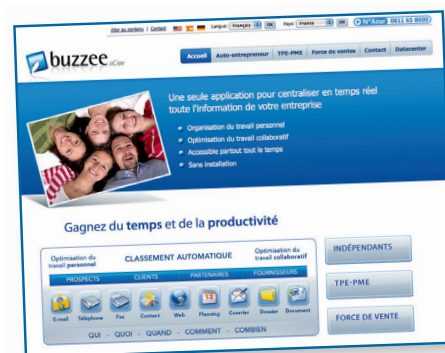 Aller au contenu | Contact Langue Français OK Pays: France OK N°Azur 0811 65 8000
buzzee
Accueil Auto-entrepreneur TPE-PME Force de ventes Contact Datacenter
Une seule application pour centraliser en temps réel
toute l'information de votre entreprise
Organisation du travail personnel
Optimisation du travail collaboratif
Accessible partout tout le temps
Sans installation
Gagnez du temps et de la productivité
Optimisation du
travail personnel
CLASSEMENT AUTOMATIQUE
Optimisation du
travail collaboratif
PROSPECTS CLIENTS PARTENAIRES FOURNISSEURS
12
E-mail Téléphone Fax Contact Web Planning Courrier Dossier Document
QUI - QUOI - QUAND - COMMENT - COMBIEN
INDÉPENDANTS
TPE-PME
FORCE DE VENTE